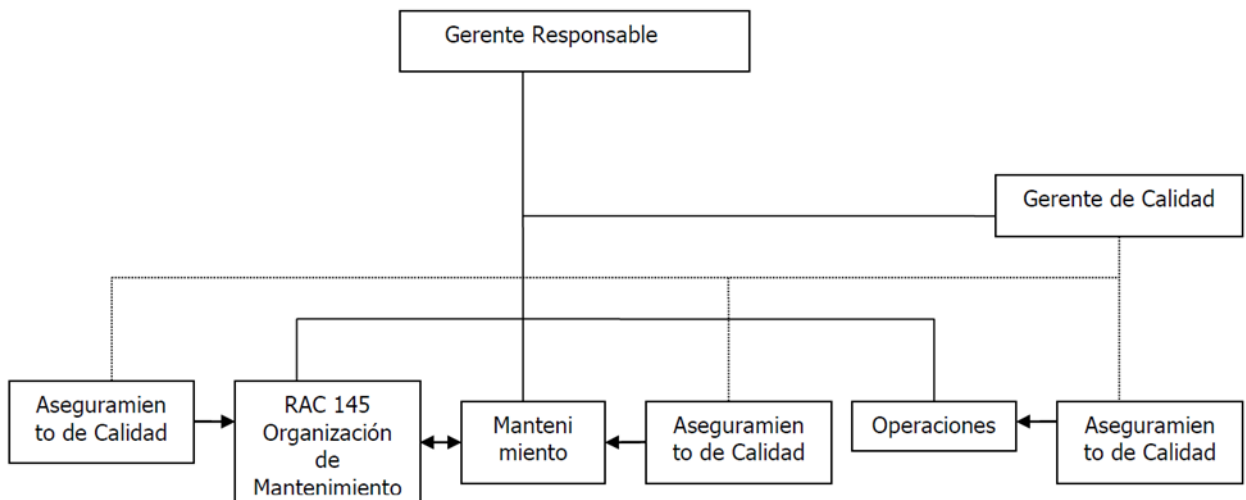 Gerente Responsable
Gerente de Calidad
Aseguramien
to de Calidad
RAC 145
Organización
de
Mantenimiento
Manteni
miento
Aseguramien
to de Calidad
Operaciones
Aseguramien
to de Calidad